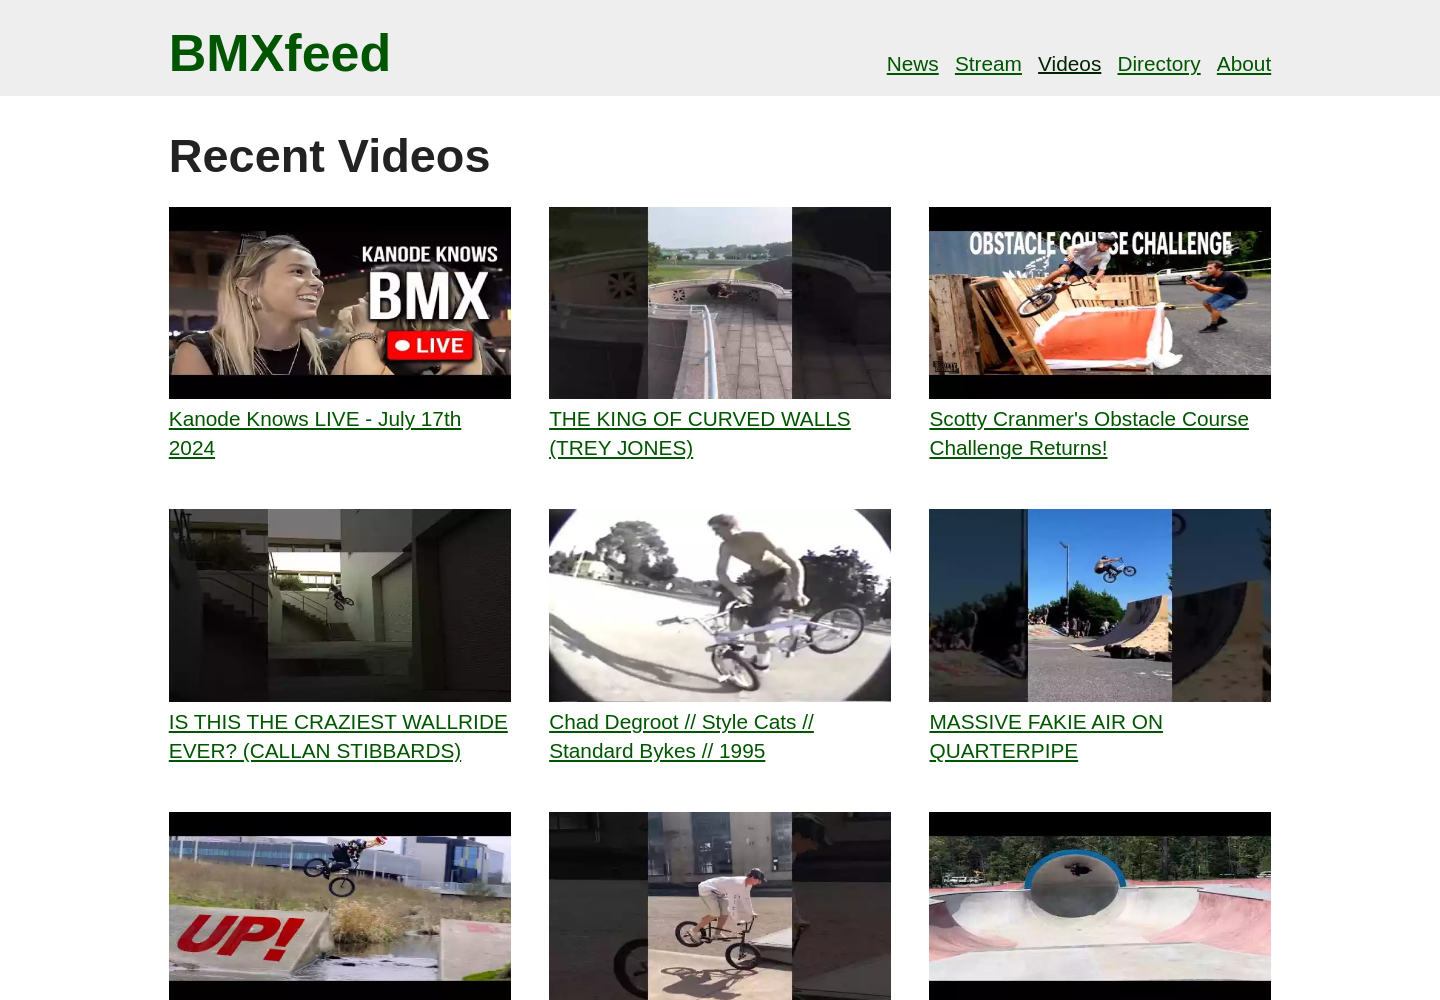 BMXfeed
News Stream Videos Directory About
Recent Videos
KANODE KNOWS
BMX
LIVE
OBSTACLE COURSE CHALLENGE
Kanode Knows LIVE - July 17th
2024
THE KING OF CURVED WALLS
(TREY JONES)
Scotty Cranmer's Obstacle Course
Challenge Returns!
IS THIS THE CRAZIEST WALLRIDE
EVER? (CALLAN STIBBARDS)
Chad Degroot // Style Cats //
Standard Bykes // 1995
MASSIVE FAKIE AIR ON
QUARTERPIPE
UP!